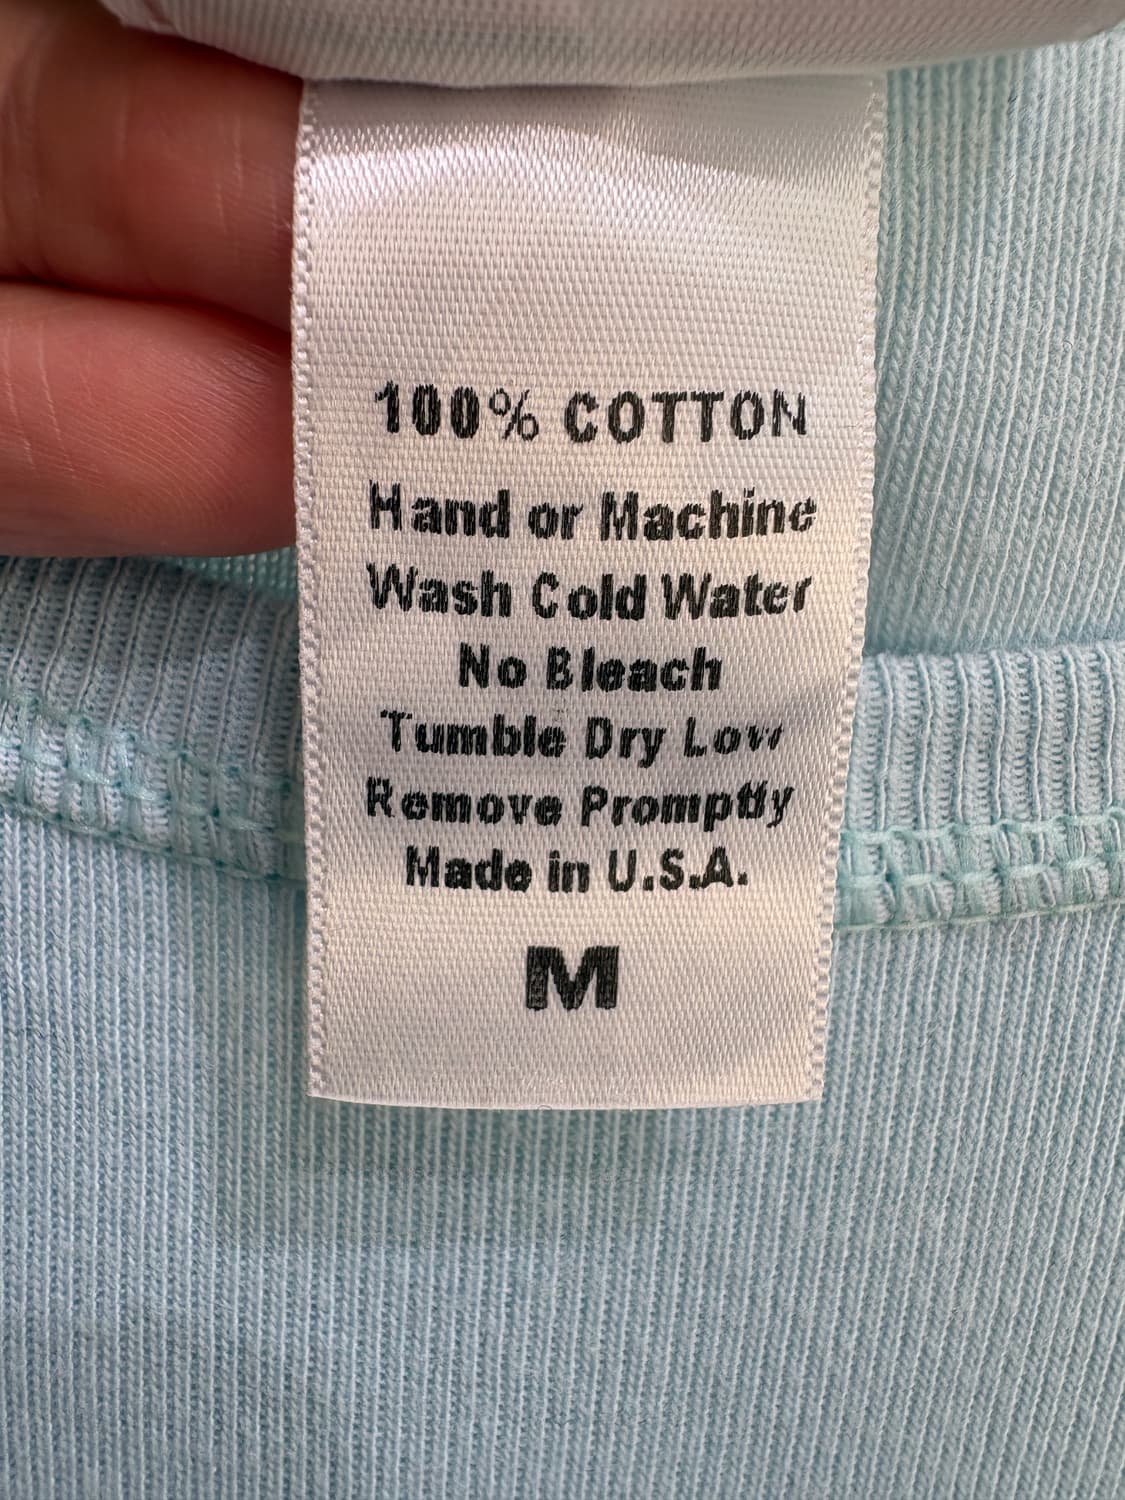 100% COTTON
Hand or Machine
Wash Cold Water
No Bleach
Tumble Dry Low
Remove Promptly
Made in U.S.A.
M